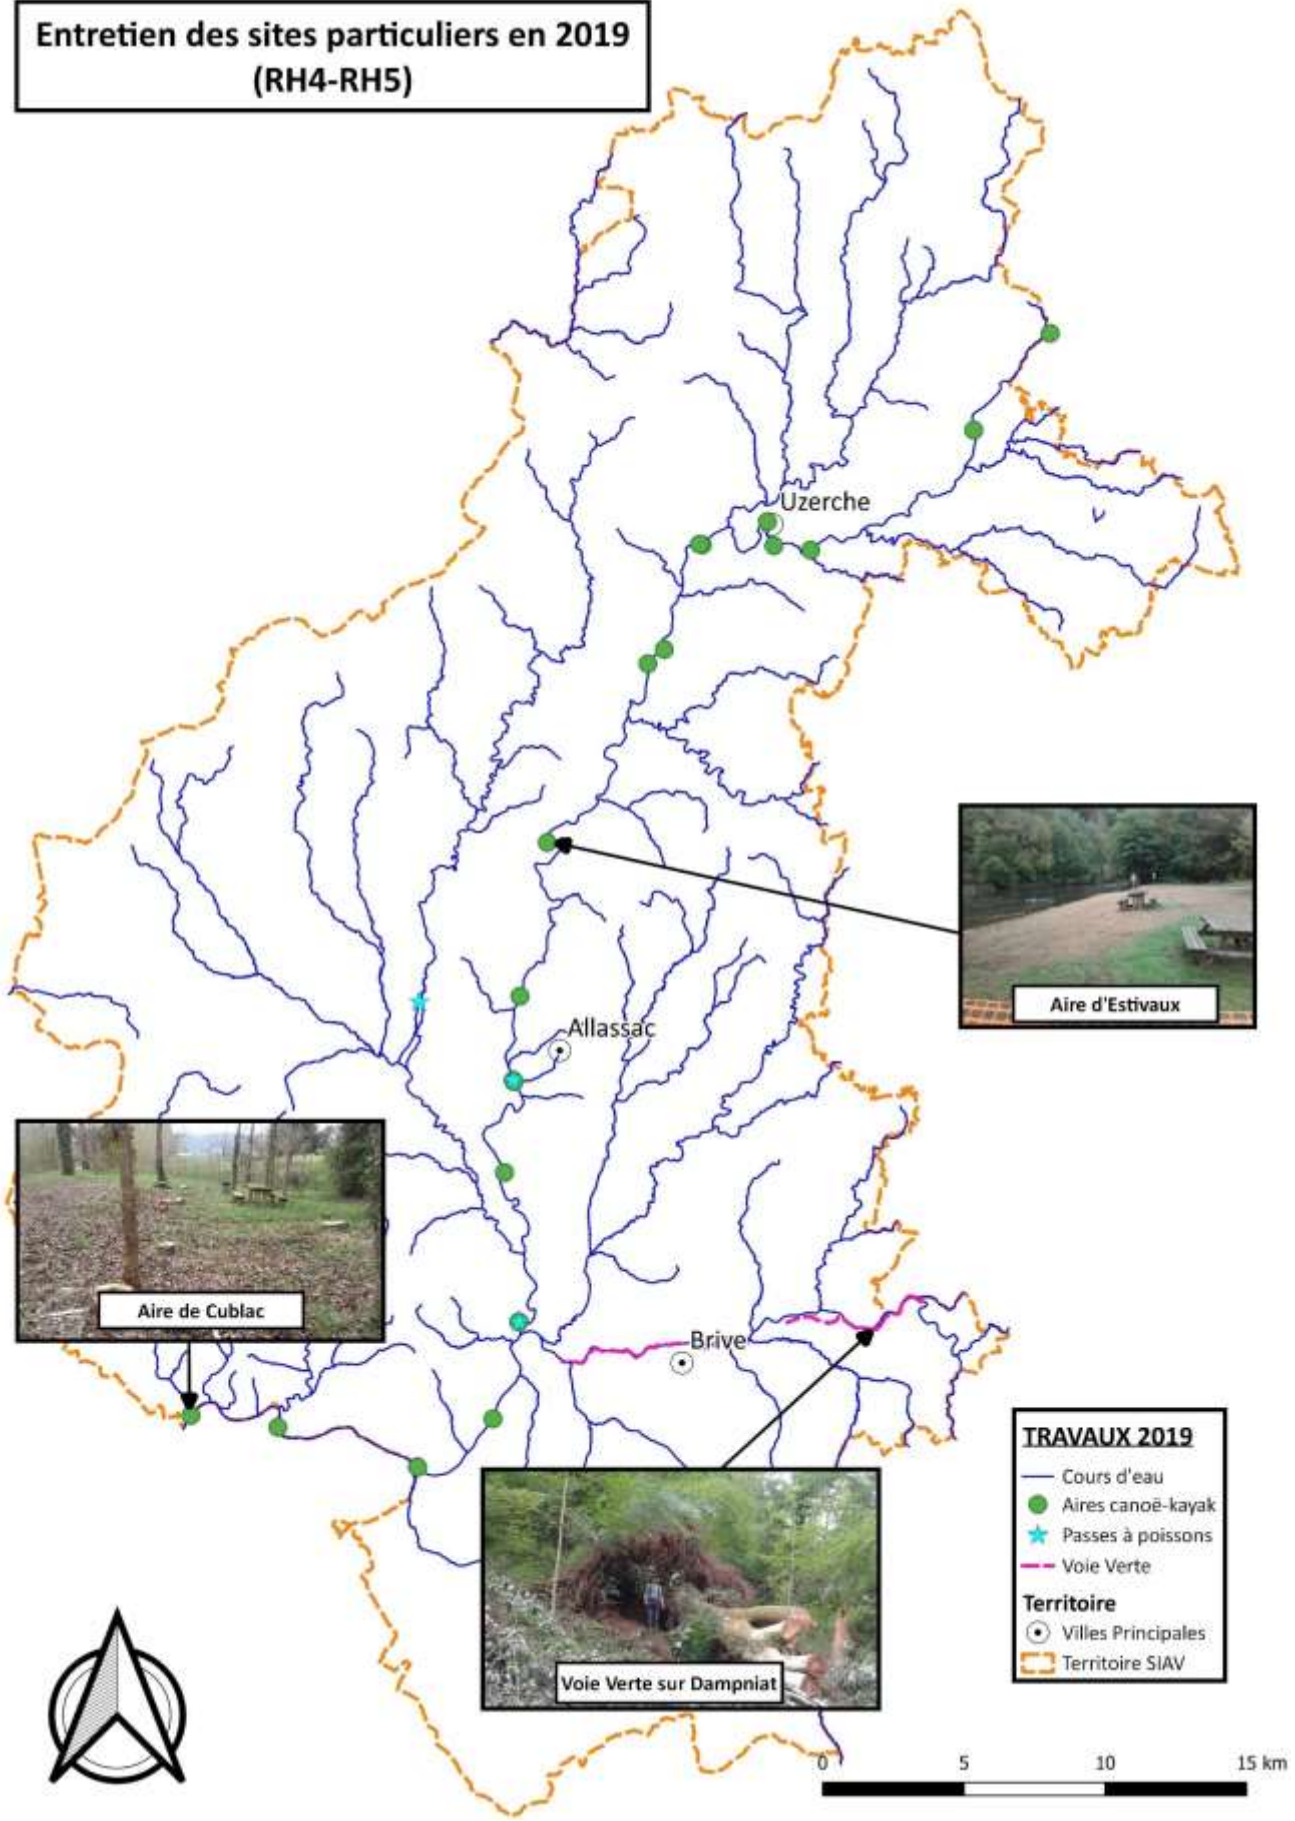 Entretien des sites particuliers en 2019
(RH4-RH5)
Uzerche
Aire d'Estivaux
Allassac
Aire de Cublac
Brive
Voie Verte sur Dampniat
TRAVAUX 2019
Cours d'eau
Aires canoë-kayak
Passes à poissons
Voie Verte
Territoire
Villes Principales
Territoire SIAV
0 5 10 15 km